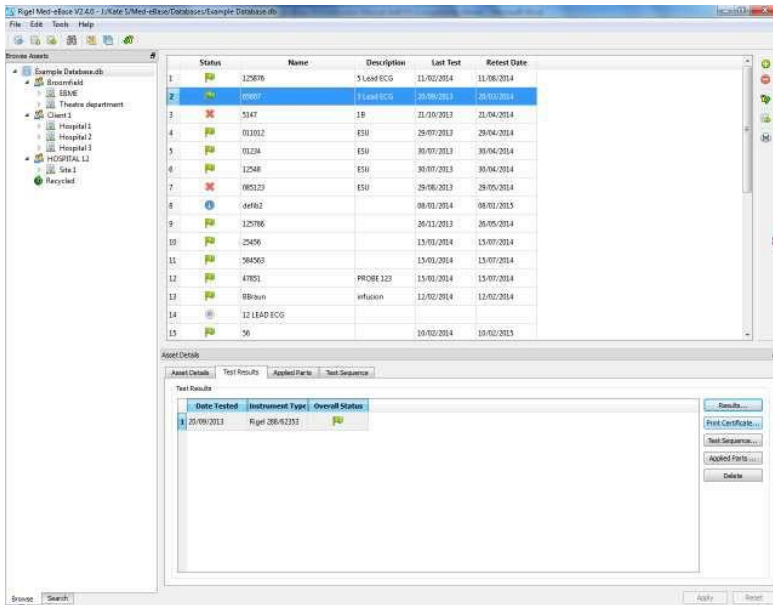 Rigel Med-eBase V2.4.0 - J:/Kate S/Med-eBase/Databases/Example Database.db
File Edit Tools Help
Browse Assets
Example Database.db
Broomfield
EBME
Theatre department
Client 1
Hospital 1
Hospital 2
Hospital 3
HOSPITAL 12
Site 1
Recycled
Status Name Description Last Test Retest Date
1 125876 5 Lead ECG 11/02/2014 11/08/2014
2 65807 3 Lead ECG 20/09/2013 20/03/2014
3 5147 1B 21/10/2013 21/04/2014
4 011012 ESU 29/07/2013 29/04/2014
5 01234 ESU 30/07/2013 30/04/2014
6 12548 ESU 30/07/2013 30/04/2014
7 085123 ESU 29/08/2013 29/05/2014
8 defib2 08/01/2014 08/01/2015
9 125786 26/11/2013 26/05/2014
10 25456 15/01/2014 15/07/2014
11 584563 15/01/2014 15/07/2014
12 47851 PROBE 123 15/01/2014 15/07/2014
13 BBraun infusion 12/02/2014 12/02/2014
14 12 LEAD ECG
15 56 10/02/2014 10/02/2015
Asset Details
Asset Details Test Results Applied Parts Test Sequence
Test Results
Date Tested Instrument Type Overall Status
1 20/09/2013 Rigel 288/62353
Results...
Print Certificate...
Test Sequence...
Applied Parts ...
Delete
Browse Search
Apply Reset